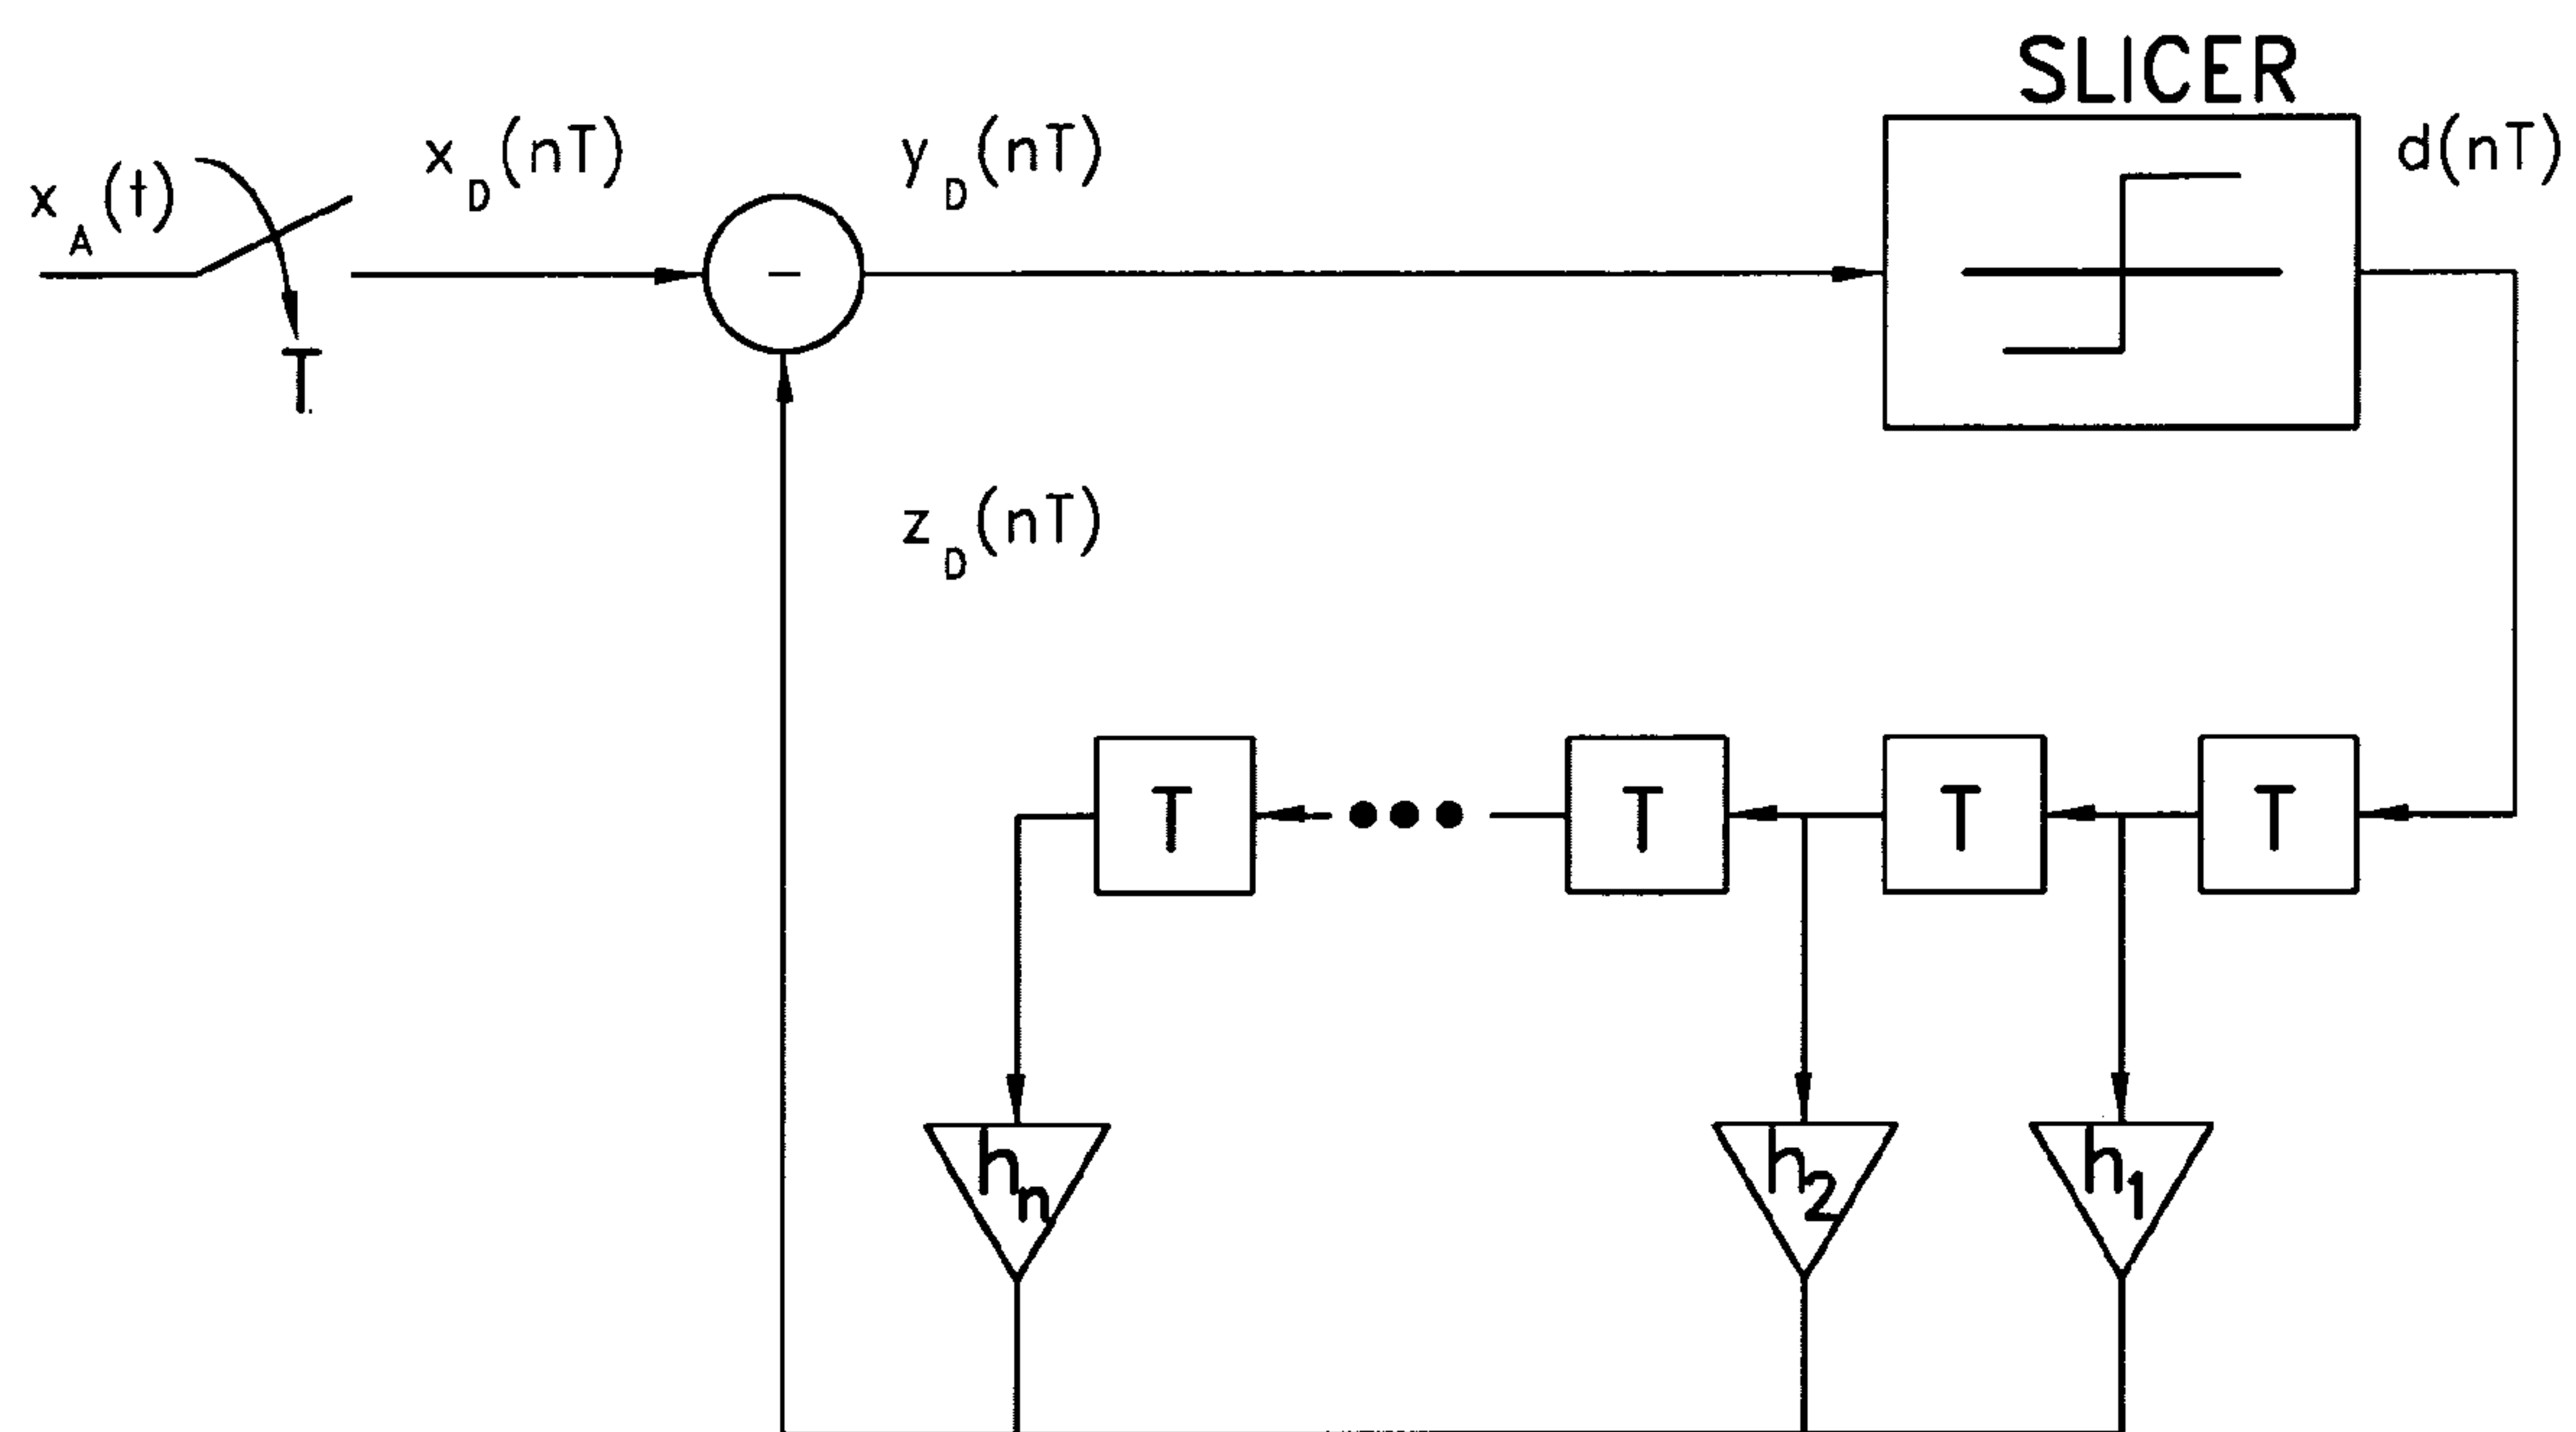 SLICER
x_A(t)
x_D(nT)
y_D(nT)
d(nT)
T
z_D(nT)
T
T
T
T
h_n
h_2
h_1